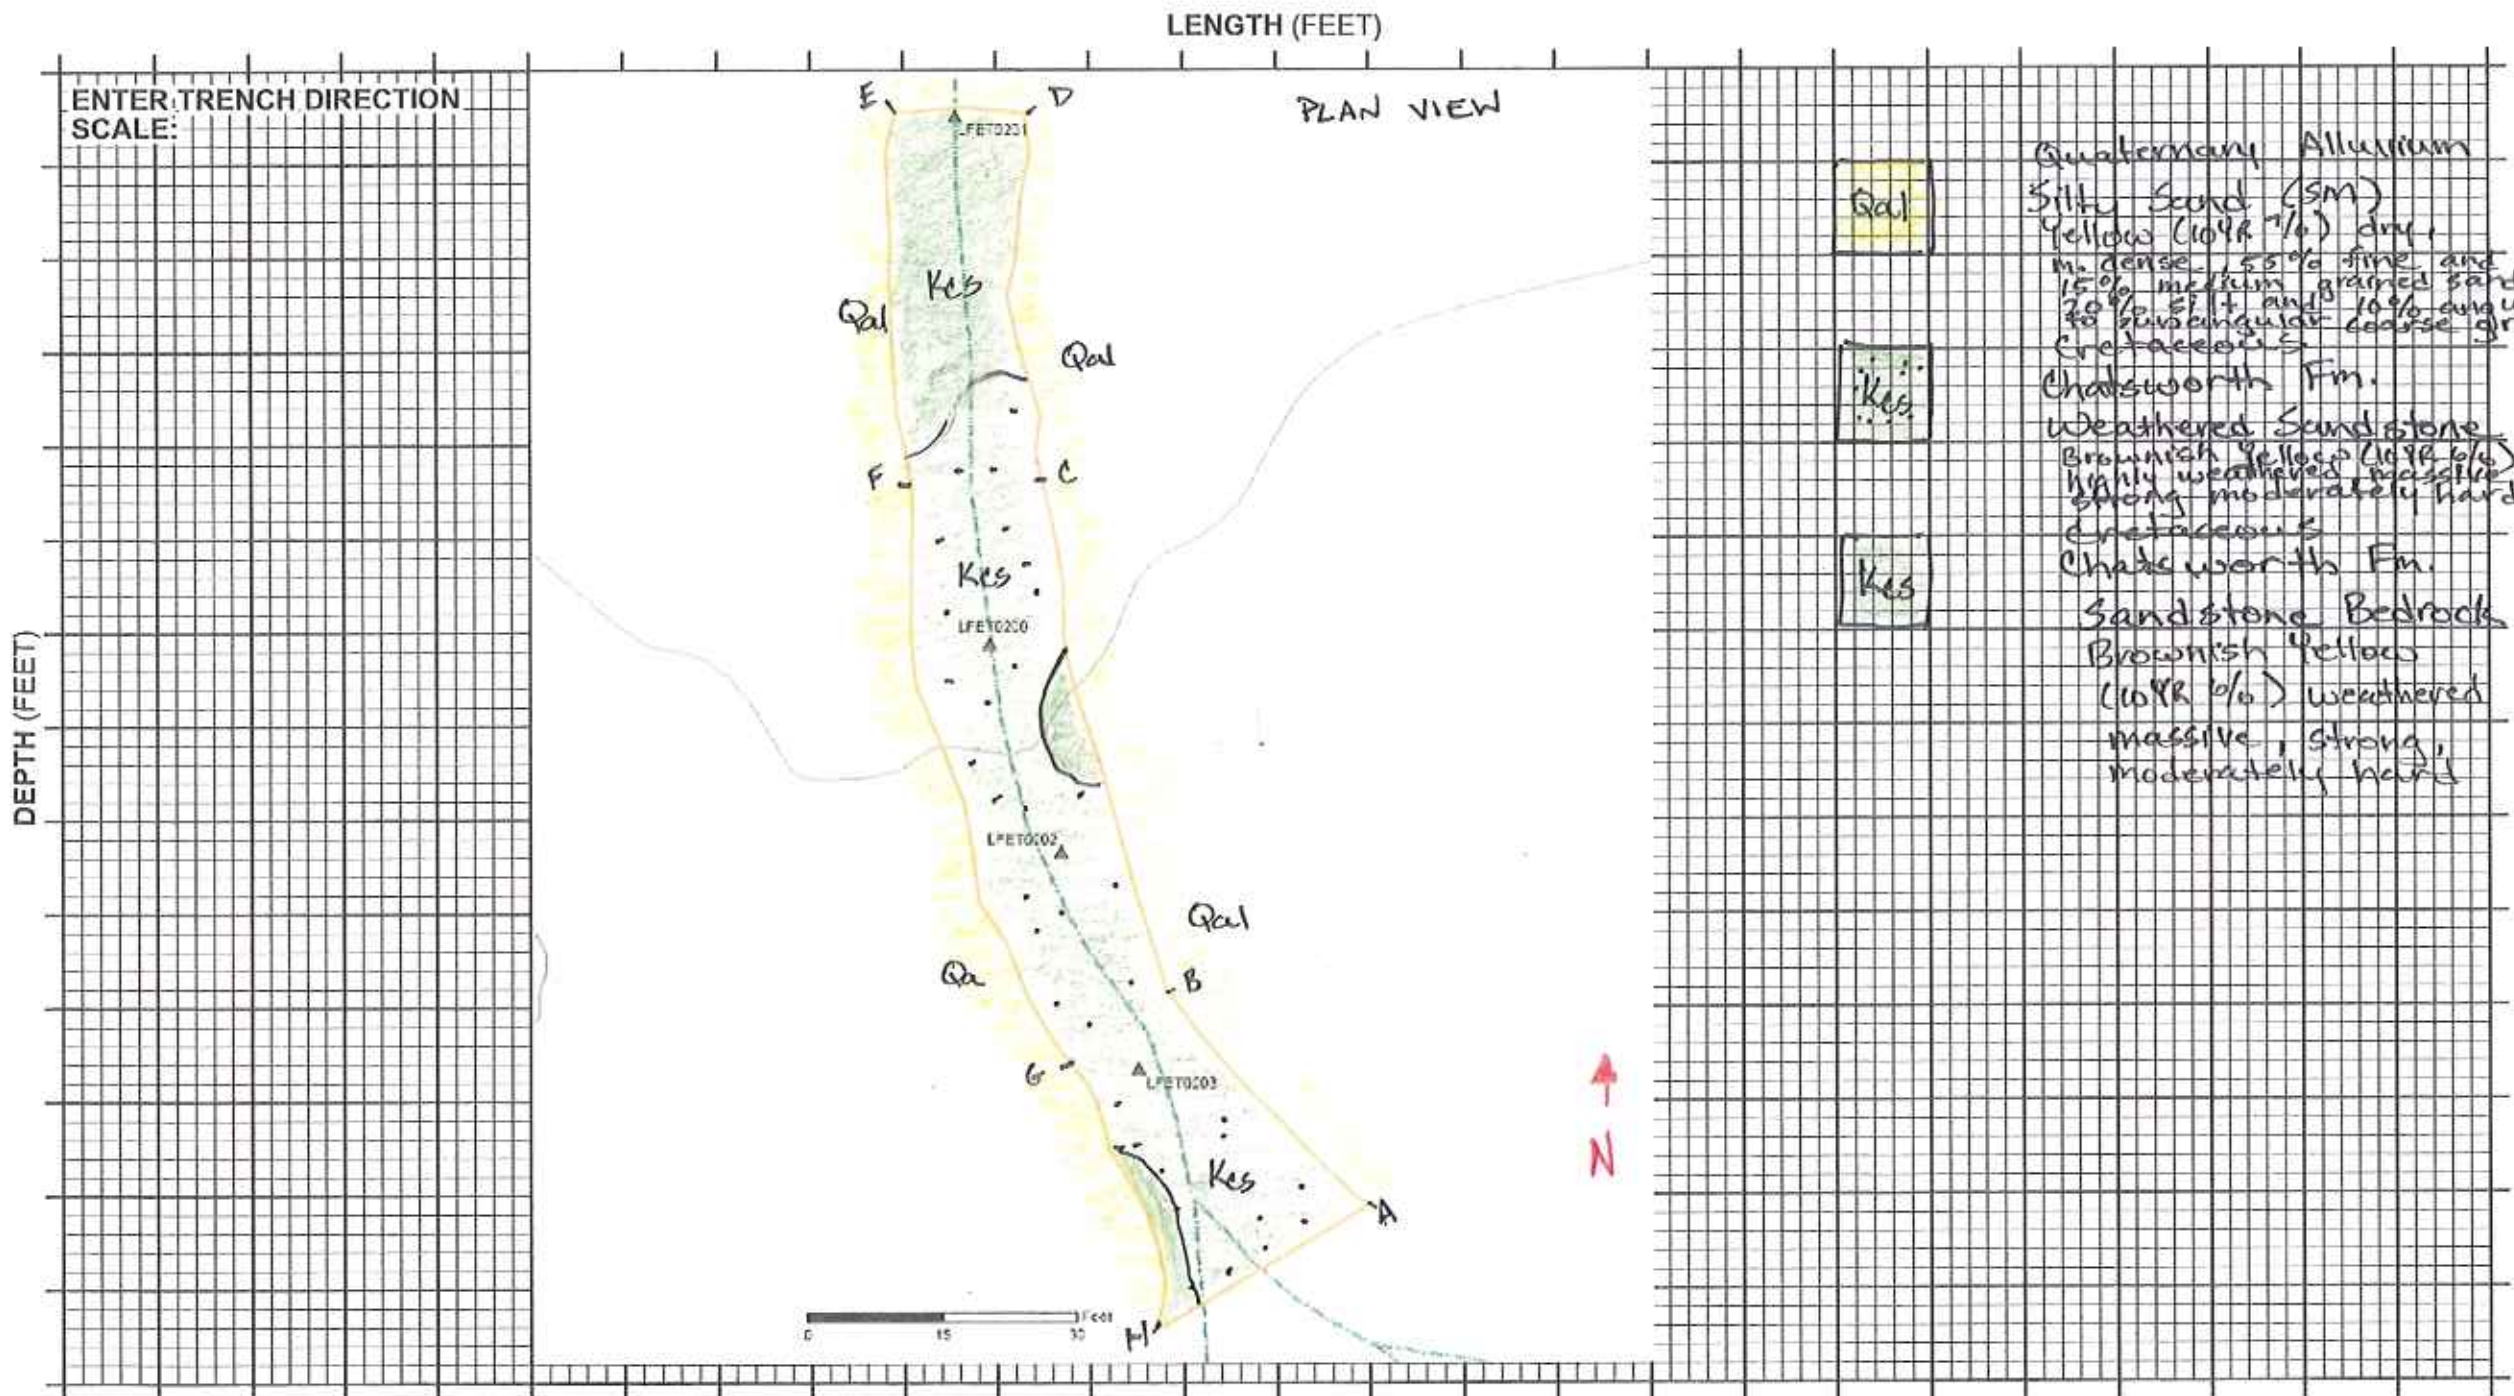 LENGTH (FEET)
ENTER TRENCH DIRECTION
SCALE:
DEPTH (FEET)
PLAN VIEW
E
D
LFET0201
Kcs
Qal
Qal
F
C
Kcs
LFET0200
LFET0202
Qal
Qa
B
G
LFET0203
Kcs
A
H
N
0 15 30 Feet
Qal
Quaternary Alluvium
Silty Sand (SM)
Yellow (10YR 7/6) dry,
m. dense, 55% fine and
15% medium grained sand
20% silt and 10% angu
to subangular coarse gr
Kcs
Cretaceous
Chatsworth Fm.
Weathered Sandstone
Brownish Yellow (10YR 6/6)
highly weathered massive
strong moderately hard
Kcs
Cretaceous
Chatsworth Fm.
Sandstone Bedrock
Brownish Yellow
(10YR 6/6) weathered
massive, strong,
moderately hard